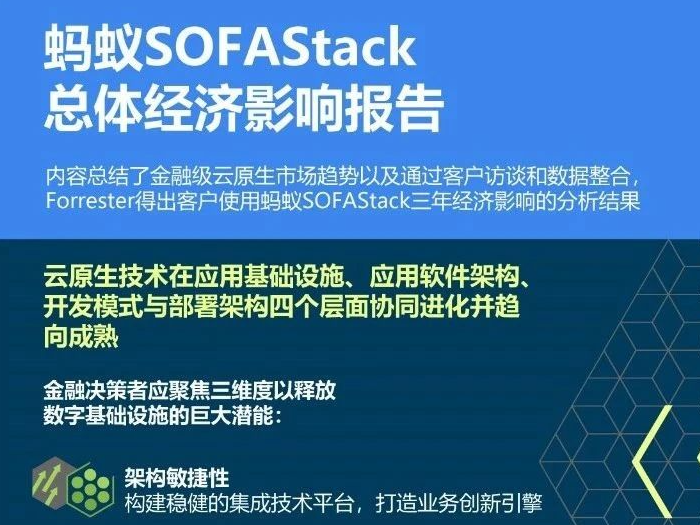 蚂蚁SOFAStack
总体经济影响报告
内容总结了金融级云原生市场趋势以及通过客户访谈和数据整合，
Forrester得出客户使用蚂蚁SOFAStack三年经济影响的分析结果
云原生技术在应用基础设施、应用软件架构、
开发模式与部署架构四个层面协同进化并趋
向成熟
金融决策者应聚焦三维度以释放
数字基础设施的巨大潜能：
架构敏捷性
构建稳健的集成技术平台，打造业务创新引擎